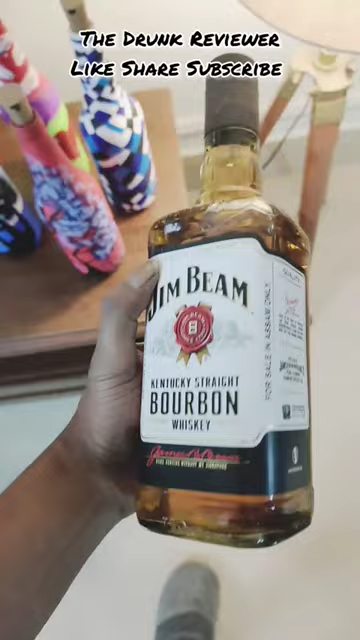 The Drunk Reviewer
Like Share Subscribe
JIM BEAM
KENTUCKY STRAIGHT
BOURBON
WHISKEY
FOR SALE IN ASSAM ONLY